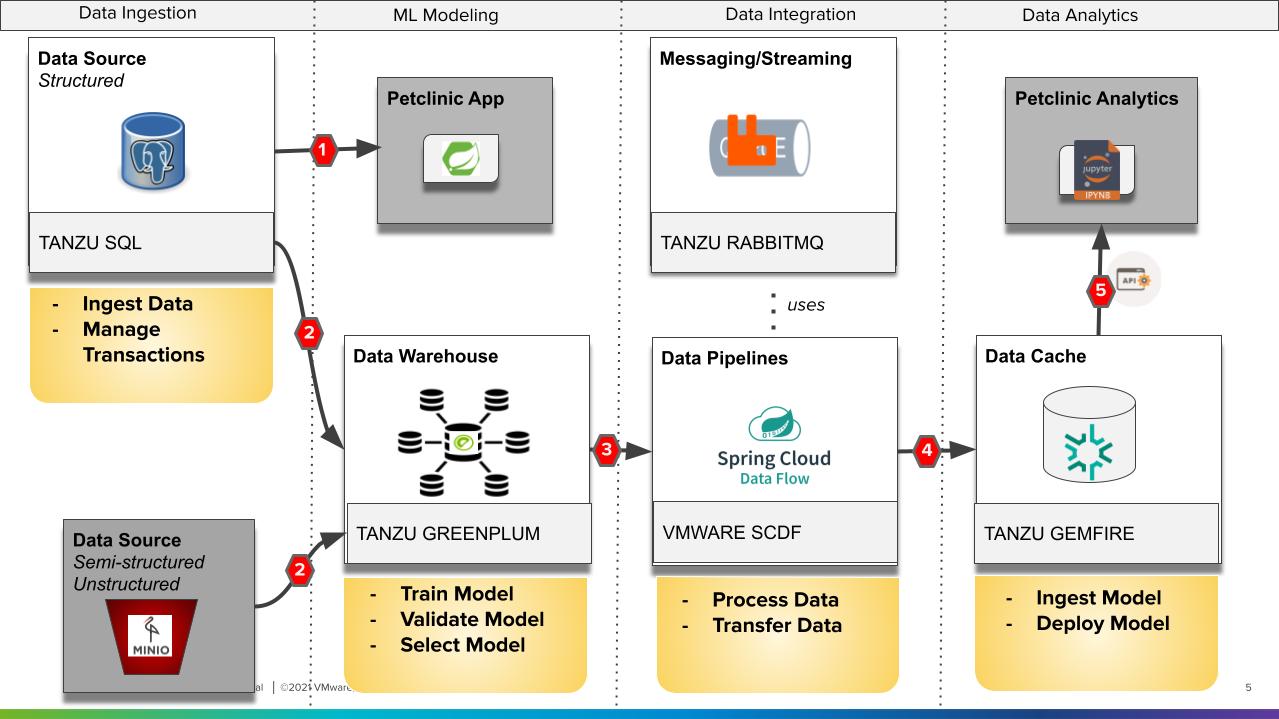 Data Ingestion
ML Modeling
Data Integration
Data Analytics
Data Source
Structured
TANZU SQL
- Ingest Data
- Manage
Transactions
1
Petclinic App
Messaging/Streaming
TANZU RABBITMQ
uses
Petclinic Analytics
jupyter
IPYNB
API
5
2
Data Warehouse
TANZU GREENPLUM
- Train Model
- Validate Model
- Select Model
3
Data Pipelines
Spring Cloud
Data Flow
VMWARE SCDF
- Process Data
- Transfer Data
4
Data Cache
TANZU GEMFIRE
- Ingest Model
- Deploy Model
Data Source
Semi-structured
Unstructured
MINIO
2
©2021 VMware,
5